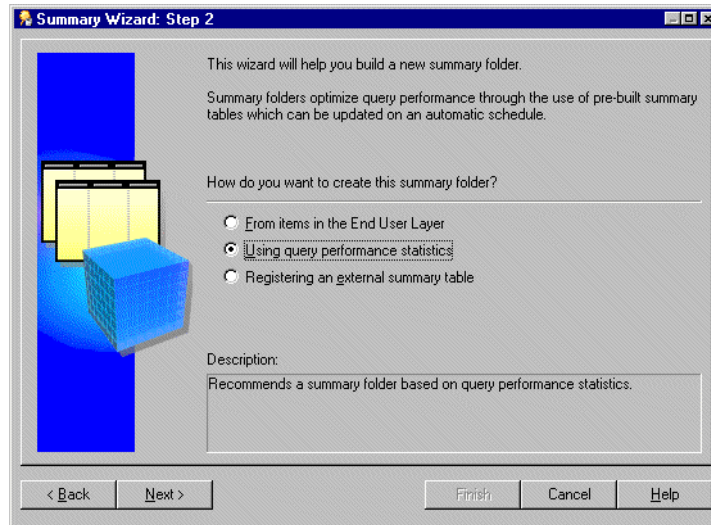 Summary Wizard: Step 2
This wizard will help you build a new summary folder.
Summary folders optimize query performance through the use of pre-built summary
tables which can be updated on an automatic schedule.
How do you want to create this summary folder?
From items in the End User Layer
Using query performance statistics
Registering an external summary table
Description:
Recommends a summary folder based on query performance statistics.
< Back
Next >
Finish
Cancel
Help